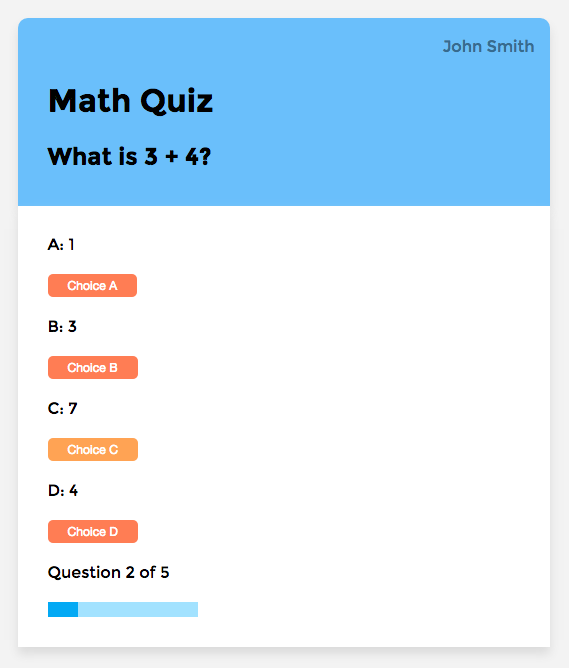 John Smith
Math Quiz
What is 3 + 4?
A: 1
Choice A
B: 3
Choice B
C: 7
Choice C
D: 4
Choice D
Question 2 of 5